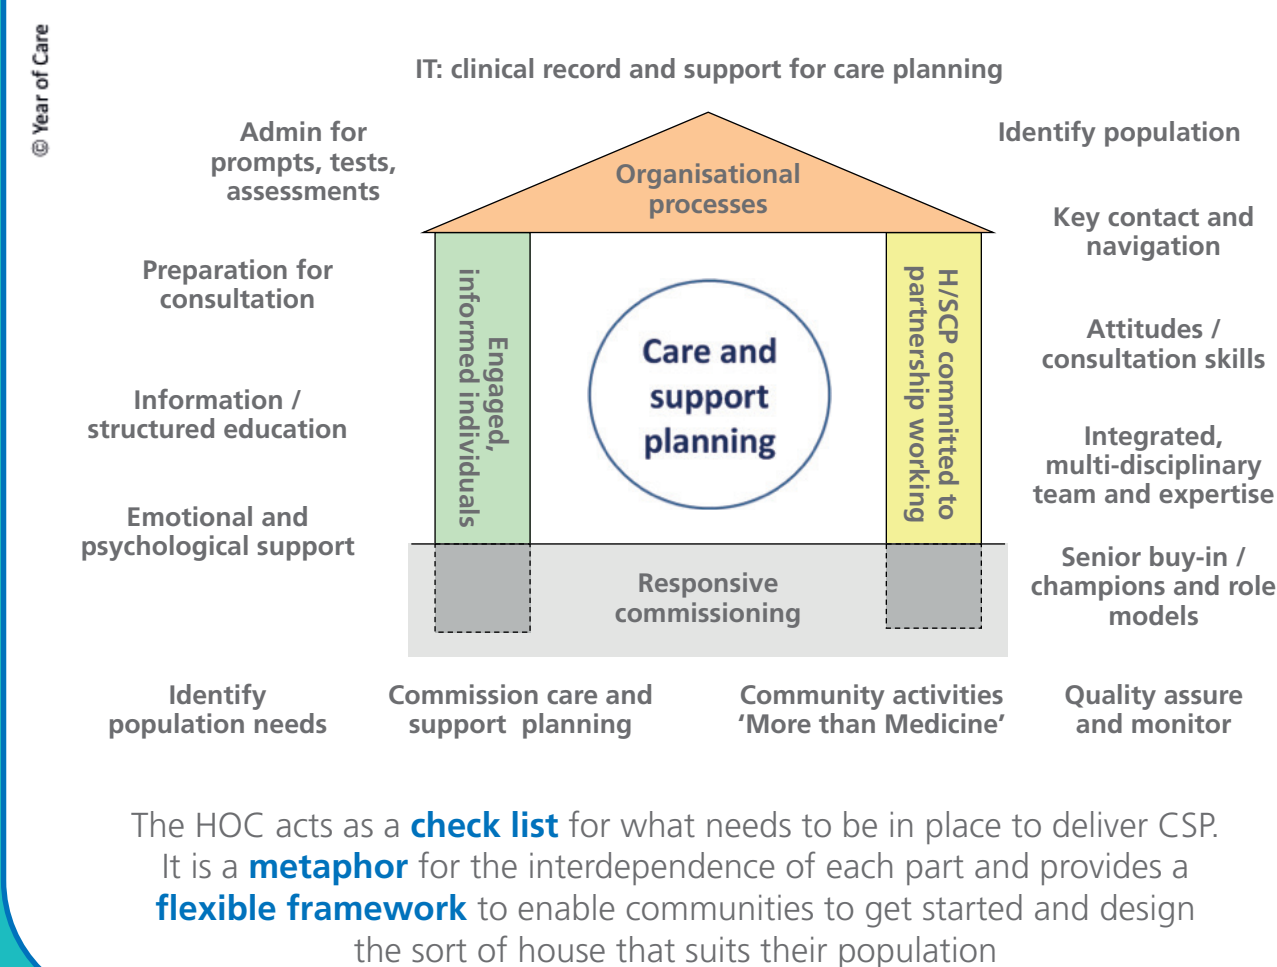 © Year of Care
IT: clinical record and support for care planning
Admin for
prompts, tests,
assessments
Identify population
Organisational
processes
Key contact and
navigation
Preparation for
consultation
Engaged,
informed individuals
H/SCP committed to
partnership working
Care and
support
planning
Attitudes /
consultation skills
Information /
structured education
Integrated,
multi-disciplinary
team and expertise
Emotional and
psychological support
Senior buy-in /
champions and role
models
Responsive
commissioning
Identify
population needs
Commission care and
support planning
Community activities
‘More than Medicine’
Quality assure
and monitor
The HOC acts as a check list for what needs to be in place to deliver CSP.
It is a metaphor for the interdependence of each part and provides a
flexible framework to enable communities to get started and design
the sort of house that suits their population